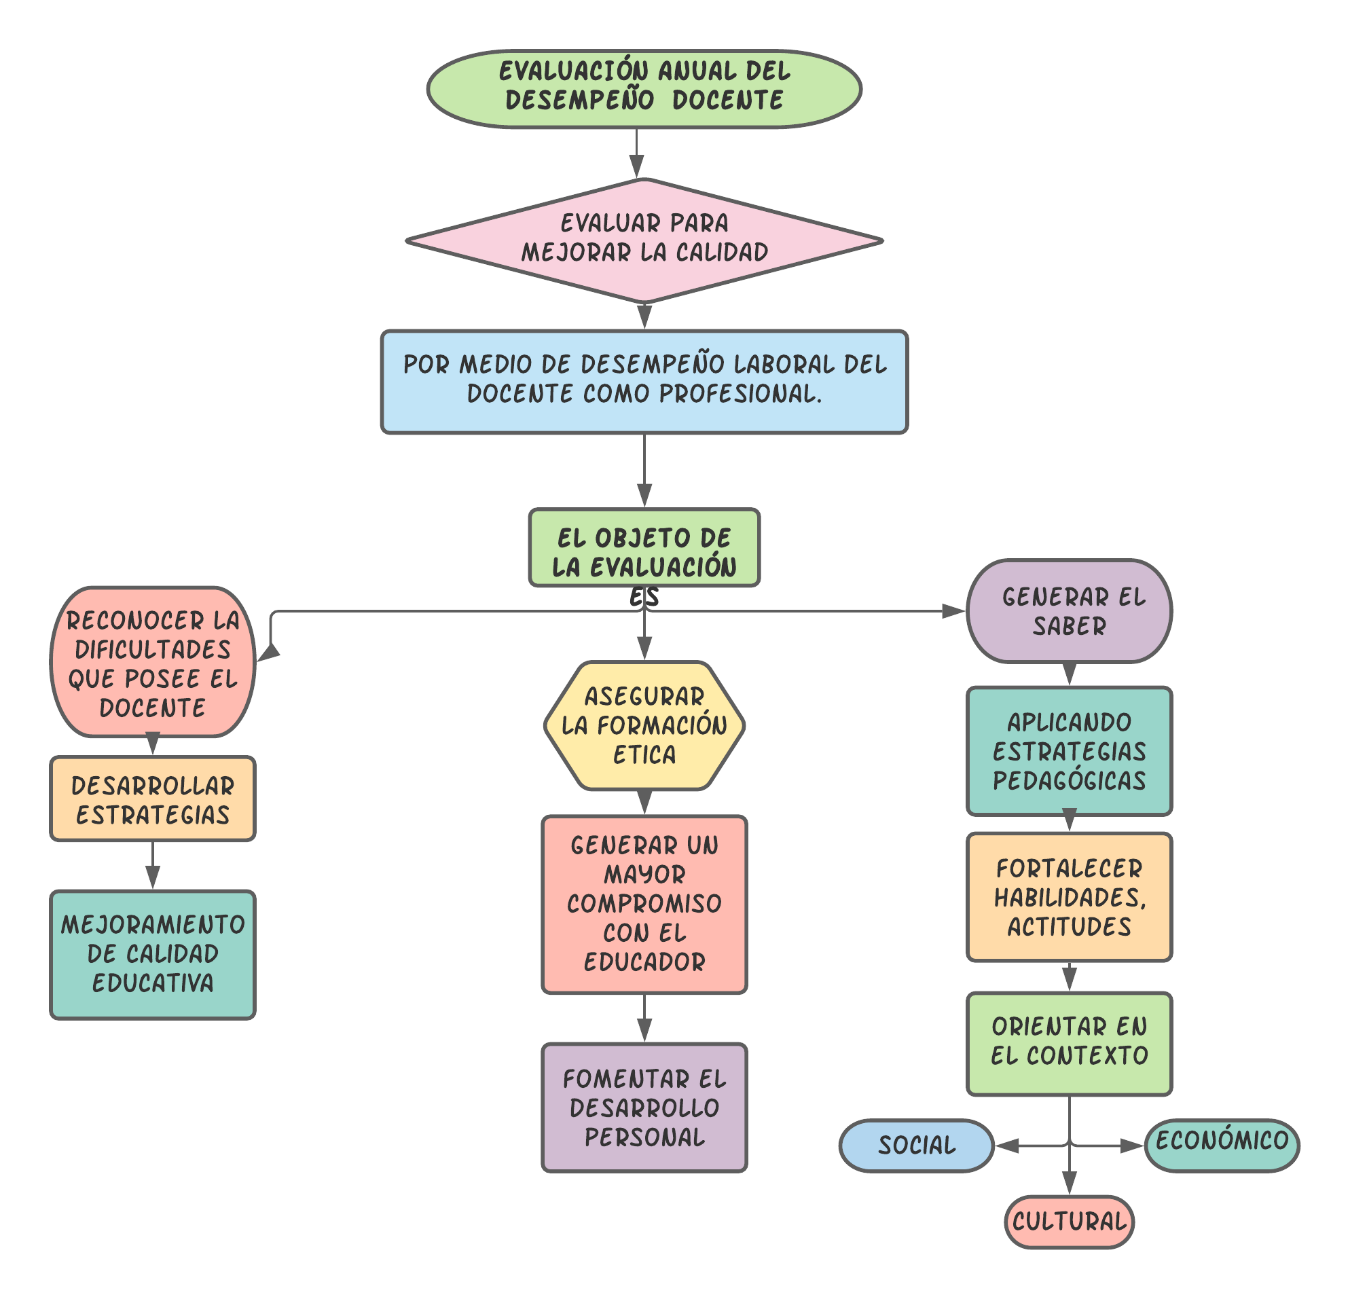 EVALUACIÓN ANUAL DEL
DESEMPEÑO DOCENTE
EVALUAR PARA
MEJORAR LA CALIDAD
POR MEDIO DE DESEMPEÑO LABORAL DEL
DOCENTE COMO PROFESIONAL.
EL OBJETO DE
LA EVALUACIÓN
ES
RECONOCER LA
DIFICULTADES
QUE POSEE EL
DOCENTE
DESARROLLAR
ESTRATEGIAS
MEJORAMIENTO
DE CALIDAD
EDUCATIVA
ASEGURAR
LA FORMACIÓN
ETICA
GENERAR UN
MAYOR
COMPROMISO
CON EL
EDUCADOR
FOMENTAR EL
DESARROLLO
PERSONAL
GENERAR EL
SABER
APLICANDO
ESTRATEGIAS
PEDAGÓGICAS
FORTALECER
HABILIDADES,
ACTITUDES
ORIENTAR EN
EL CONTEXTO
SOCIAL
ECONÓMICO
CULTURAL